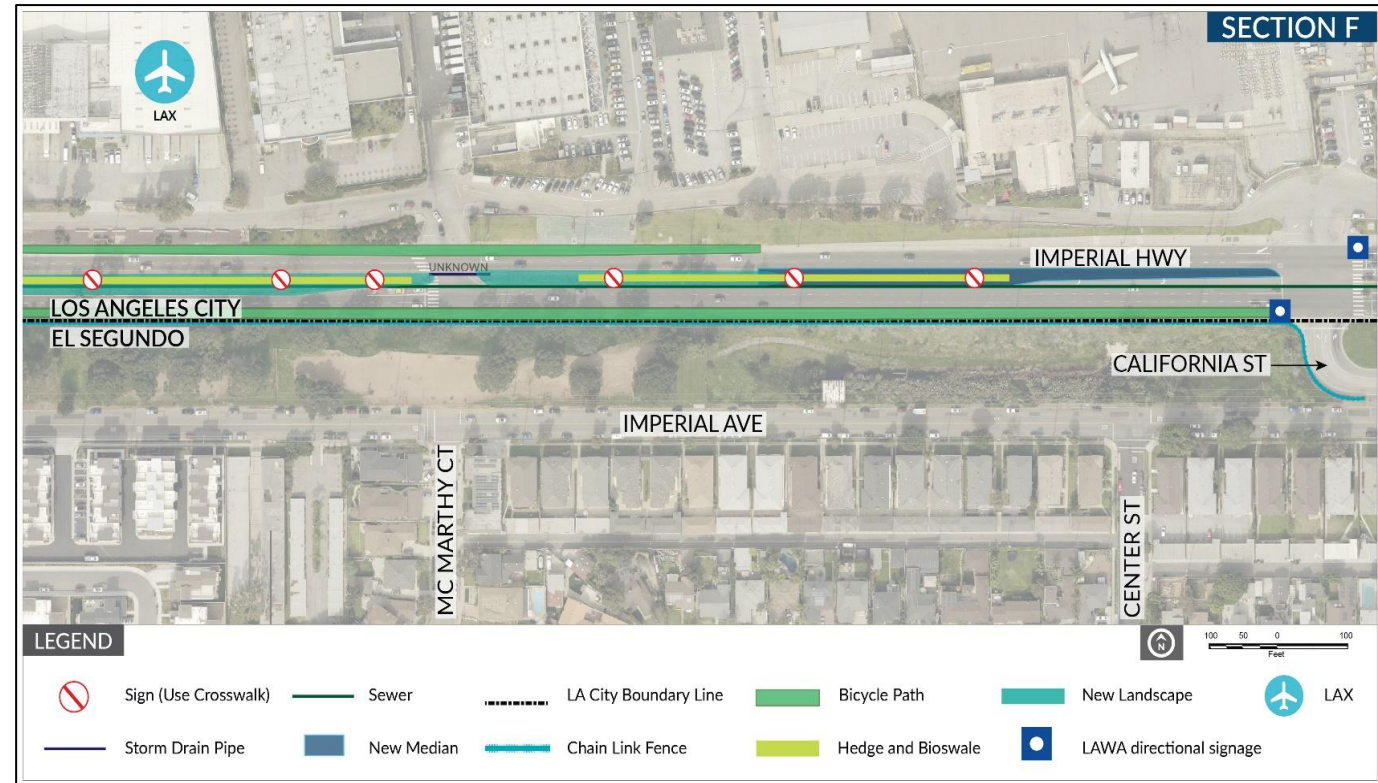 SECTION F
LAX
UNKNOWN
IMPERIAL HWY
LOS ANGELES CITY
EL SEGUNDO
CALIFORNIA ST
IMPERIAL AVE
MC MARTHY CT
CENTER ST
LEGEND
N
100 50 0 100
Feet
Sign (Use Crosswalk)
Sewer
LA City Boundary Line
Bicycle Path
New Landscape
LAX
Storm Drain Pipe
New Median
Chain Link Fence
Hedge and Bioswale
LAWA directional signage